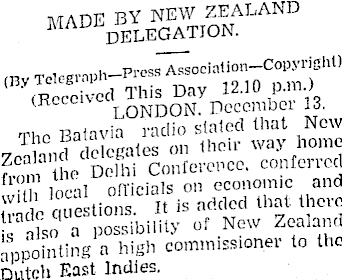 MADE BY NEW ZEALAND
DELEGATION.
(By Telegraph—Press Association—Copyright)
(Received This Day 12.10 p.m.)
LONDON, December 13.
The Batavia radio stated that New
Zealand delegates on their way home
from the Delhi Conference, conferred
with local officials on economic and
trade questions. It is added that there
is also a possibility of New Zealand
appointing a high commissioner to the
Dutch East Indies.